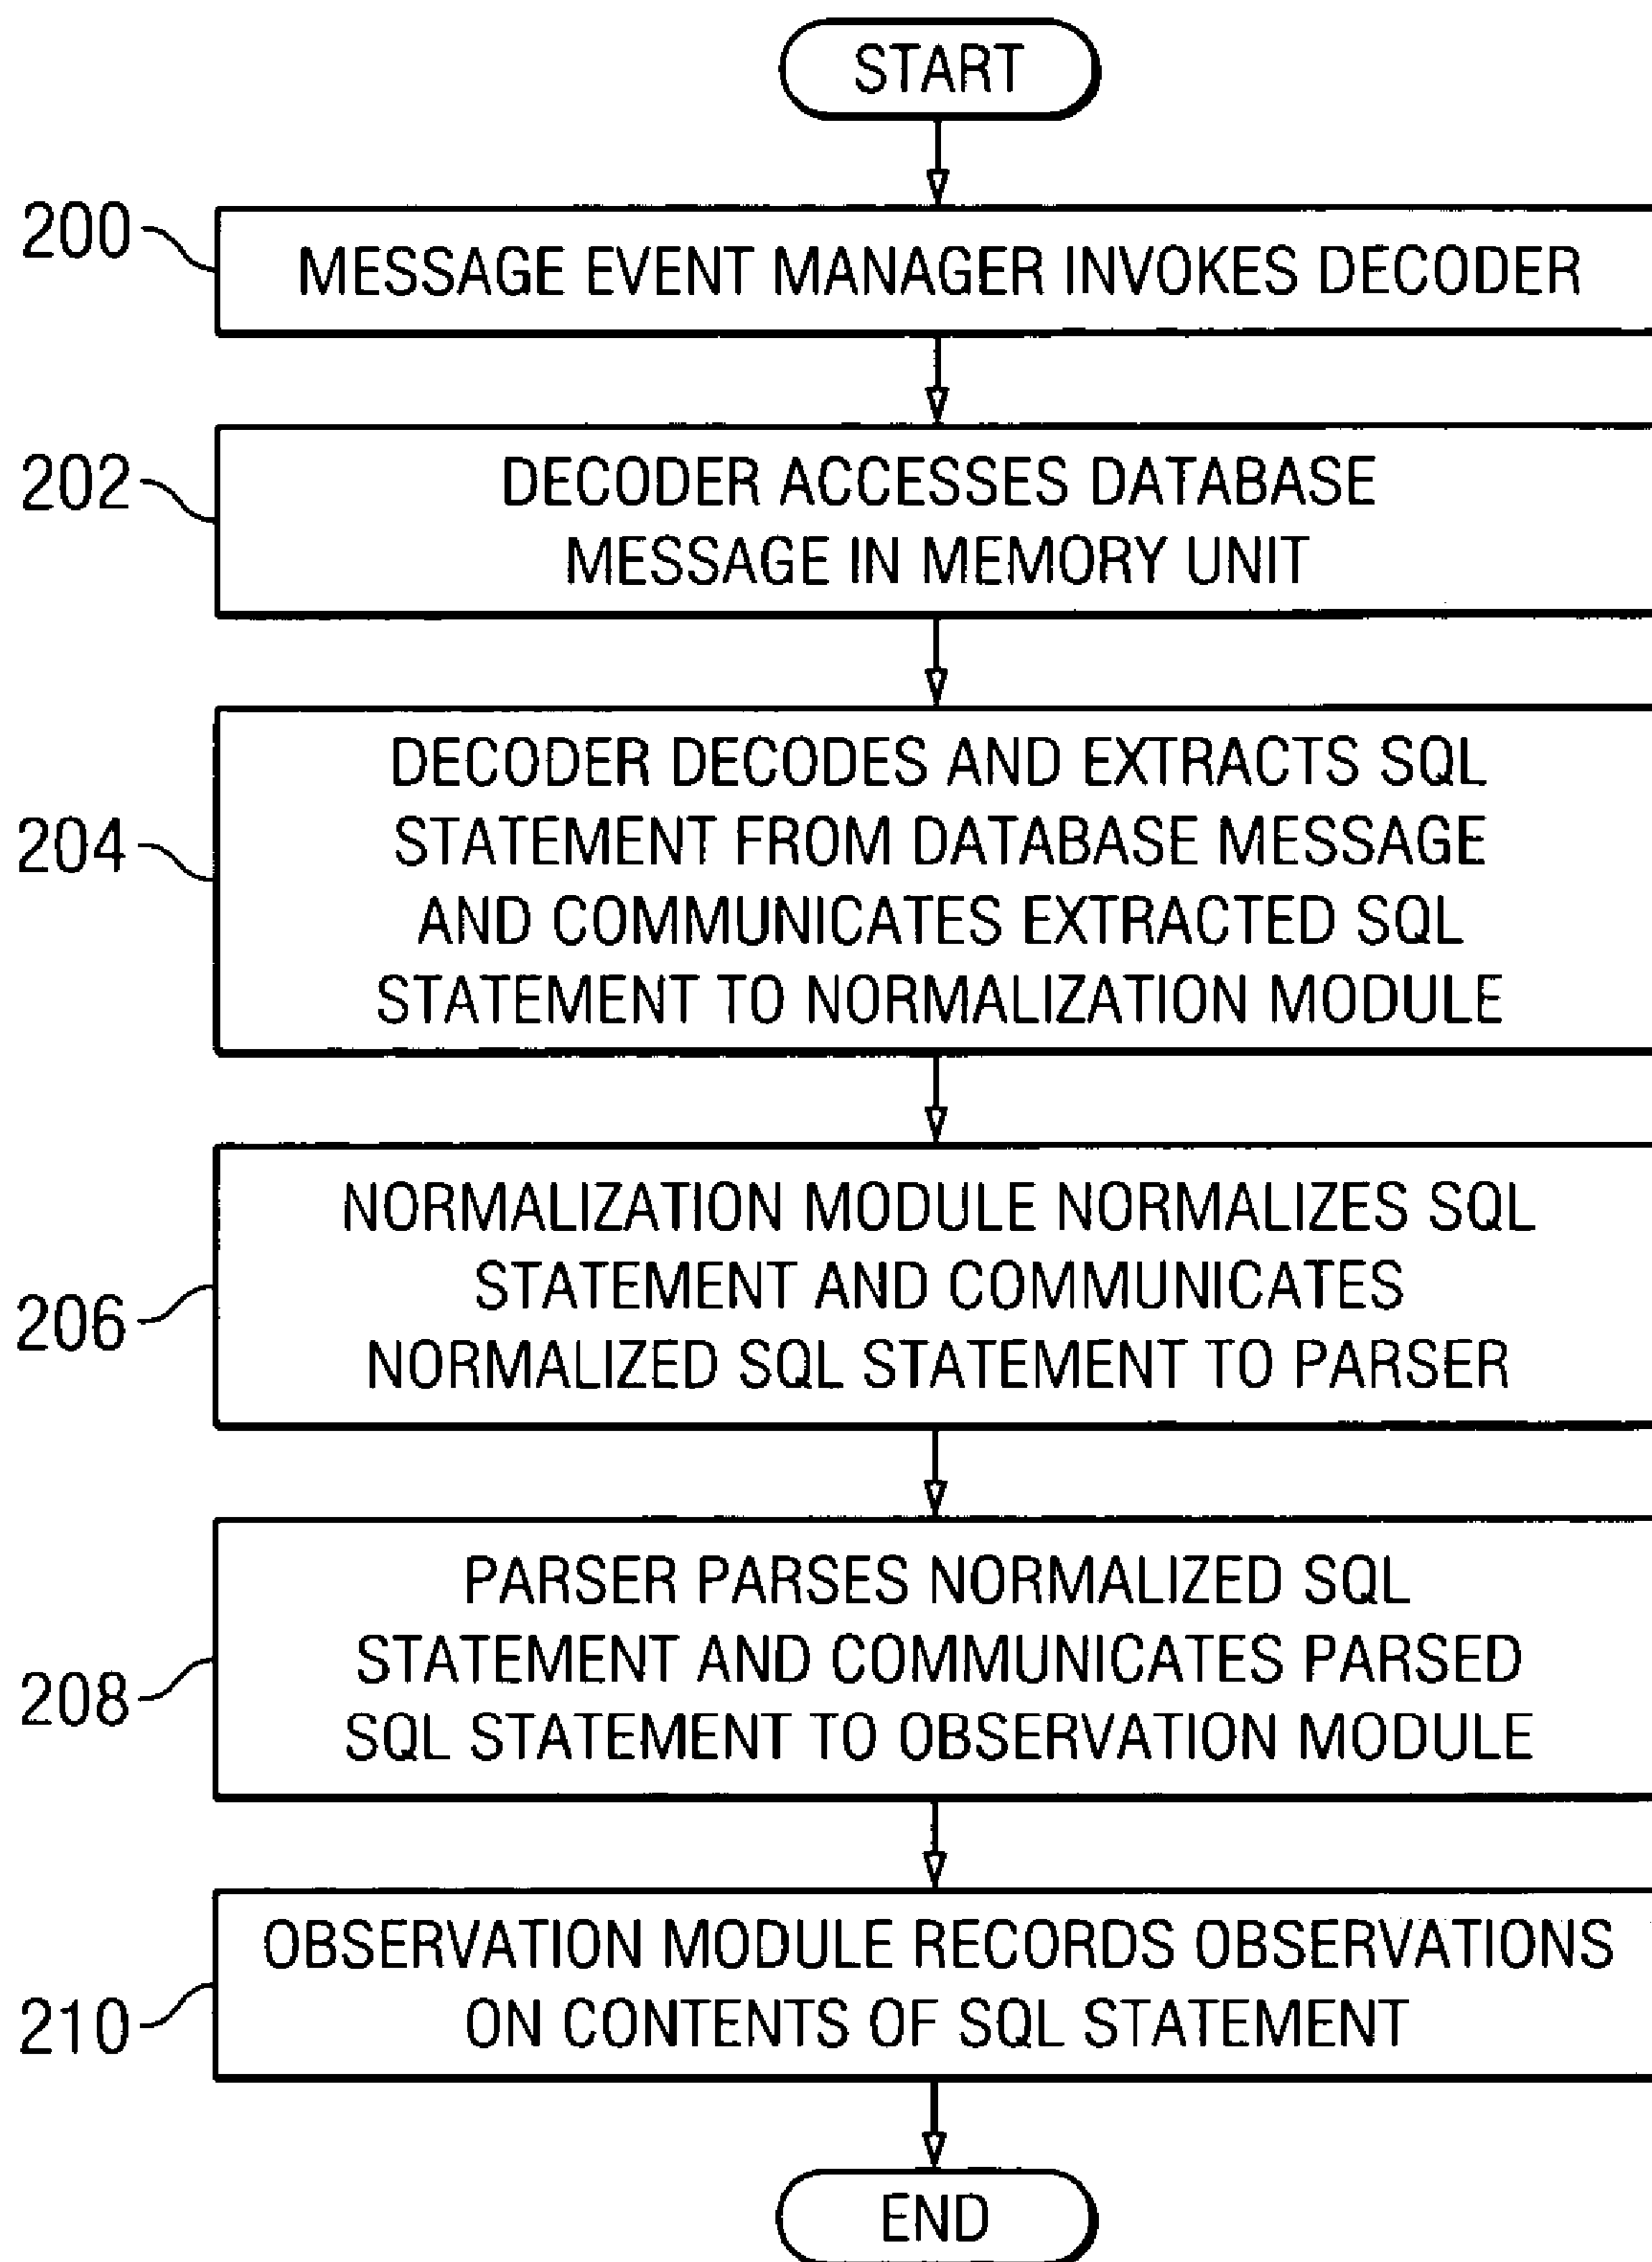 START
200
MESSAGE EVENT MANAGER INVOKES DECODER
202
DECODER ACCESSES DATABASE
MESSAGE IN MEMORY UNIT
204
DECODER DECODES AND EXTRACTS SQL
STATEMENT FROM DATABASE MESSAGE
AND COMMUNICATES EXTRACTED SQL
STATEMENT TO NORMALIZATION MODULE
206
NORMALIZATION MODULE NORMALIZES SQL
STATEMENT AND COMMUNICATES
NORMALIZED SQL STATEMENT TO PARSER
208
PARSER PARSES NORMALIZED SQL
STATEMENT AND COMMUNICATES PARSED
SQL STATEMENT TO OBSERVATION MODULE
210
OBSERVATION MODULE RECORDS OBSERVATIONS
ON CONTENTS OF SQL STATEMENT
END